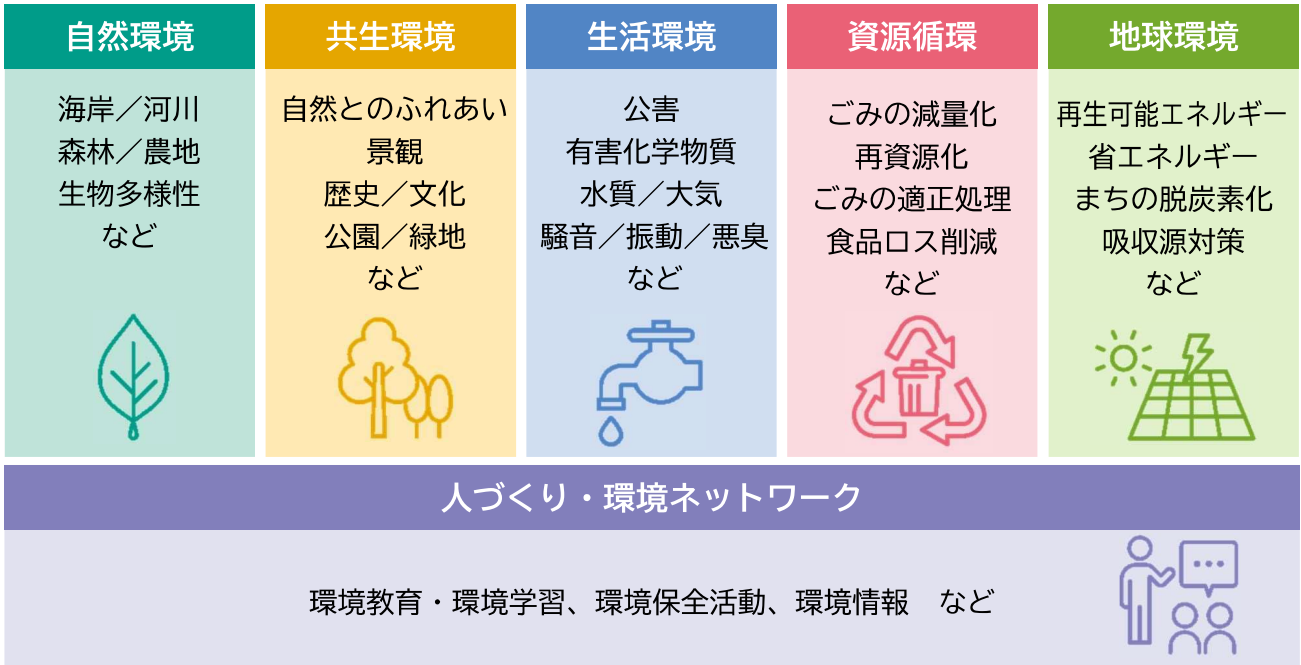 自然環境
海岸／河川
森林／農地
生物多様性
など
共生環境
自然とのふれあい
景観
歴史／文化
公園／緑地
など
生活環境
公害
有害化学物質
水質／大気
騒音／振動／悪臭
など
資源循環
ごみの減量化
再資源化
ごみの適正処理
食品ロス削減
など
地球環境
再生可能エネルギー
省エネルギー
まちの脱炭素化
吸収源対策
など
人づくり・環境ネットワーク
環境教育・環境学習、環境保全活動、環境情報　など